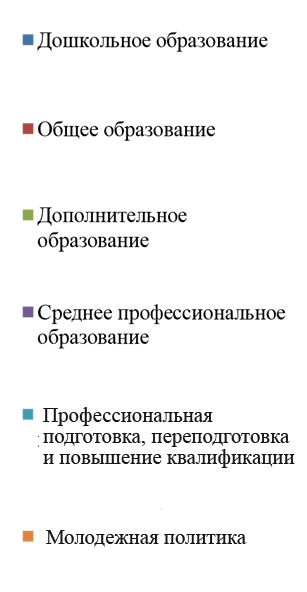 Дошкольное образование
Общее образование
Дополнительное
образование
Среднее профессиональное
образование
Профессиональная
подготовка, переподготовка
и повышение квалификации
Молодежная политика